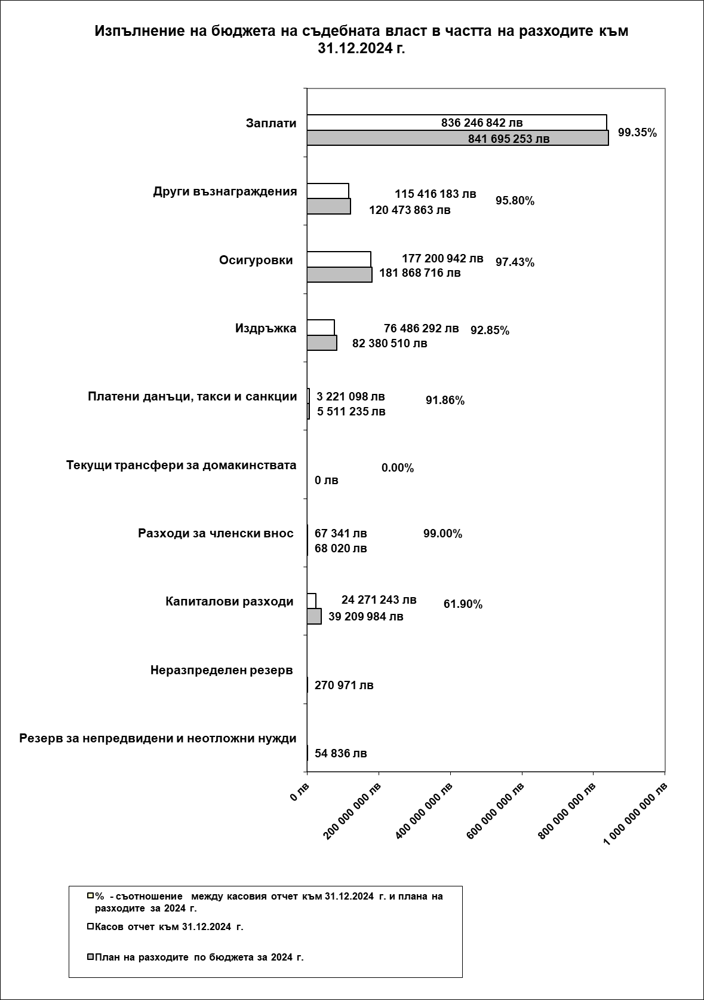 Изпълнение на бюджета на съдебната власт в частта на разходите към
31.12.2024 г.
Заплати
836 246 842 лв
841 695 253 лв
99.35%
Други възнаграждения
115 416 183 лв
120 473 863 лв
95.80%
Осигуровки
177 200 942 лв
181 868 716 лв
97.43%
Издръжка
76 486 292 лв
82 380 510 лв
92.85%
Платени данъци, такси и санкции
3 221 098 лв
5 511 235 лв
91.86%
Текущи трансфери за домакинствата
0 лв
0.00%
Разходи за членски внос
67 341 лв
68 020 лв
99.00%
Капиталови разходи
24 271 243 лв
39 209 984 лв
61.90%
Неразпределен резерв
270 971 лв
Резерв за непредвидени и неотложни нужди
54 836 лв
0 лв
200 000 000 лв
400 000 000 лв
600 000 000 лв
800 000 000 лв
1 000 000 000 лв
% - съотношение между касовия отчет към 31.12.2024 г. и плана на
разходите за 2024 г.
Касов отчет към 31.12.2024 г.
План на разходите по бюджета за 2024 г.